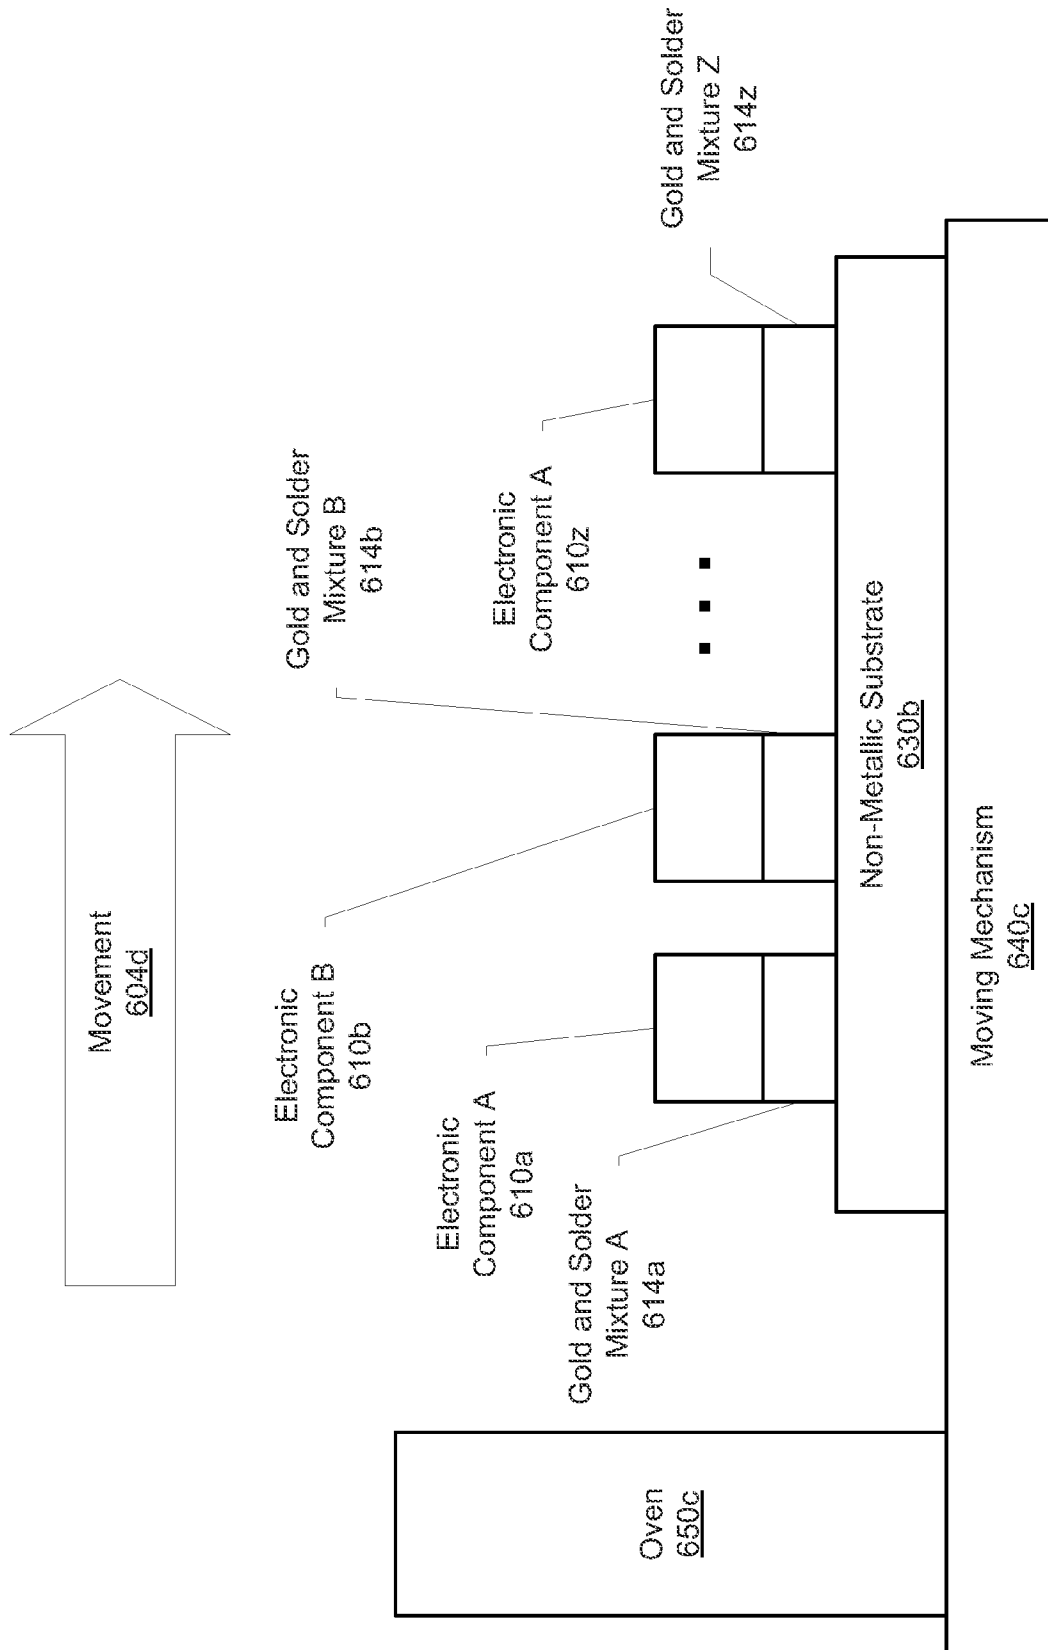 Movement
604d
Gold and Solder
Mixture B
614b
Electronic
Component B
610b
Electronic
Component A
610a
Gold and Solder
Mixture A
614a
Electronic
Component A
610z
Gold and Solder
Mixture Z
614z
Oven
650c
Non-Metallic Substrate
630b
Moving Mechanism
640c